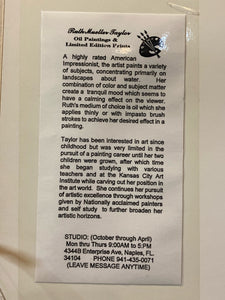 Ruth Mueller Taylor
Oil Paintings &
Limited Edition Prints
A highly rated American
Impressionist, the artist paints a variety
of subjects, concentrating primarily on
landscapes about water. Her
combination of color and subject matter
create a tranquil mood which seems to
have a calming effect on the viewer.
Ruth's medium of choice is oil which she
applies thinly or with impasto brush
strokes to achieve her desired effect in a
painting.
Taylor has been interested in art since
childhood but was very limited in the
pursuit of a painting career until her two
children were grown, after which time
she began studying with various
teachers and at the Kansas City Art
Institute while carving out her position in
the art world. She continues her pursuit
of artistic excellence through workshops
given by Nationally acclaimed painters
and self study to further broaden her
artistic horizons.
STUDIO: (October through April)
Mon thru Thurs 9:00AM to 5:PM
4344B Enterprise Ave, Naples, FL.
34104 PHONE 941-435-0071
(LEAVE MESSAGE ANYTIME)